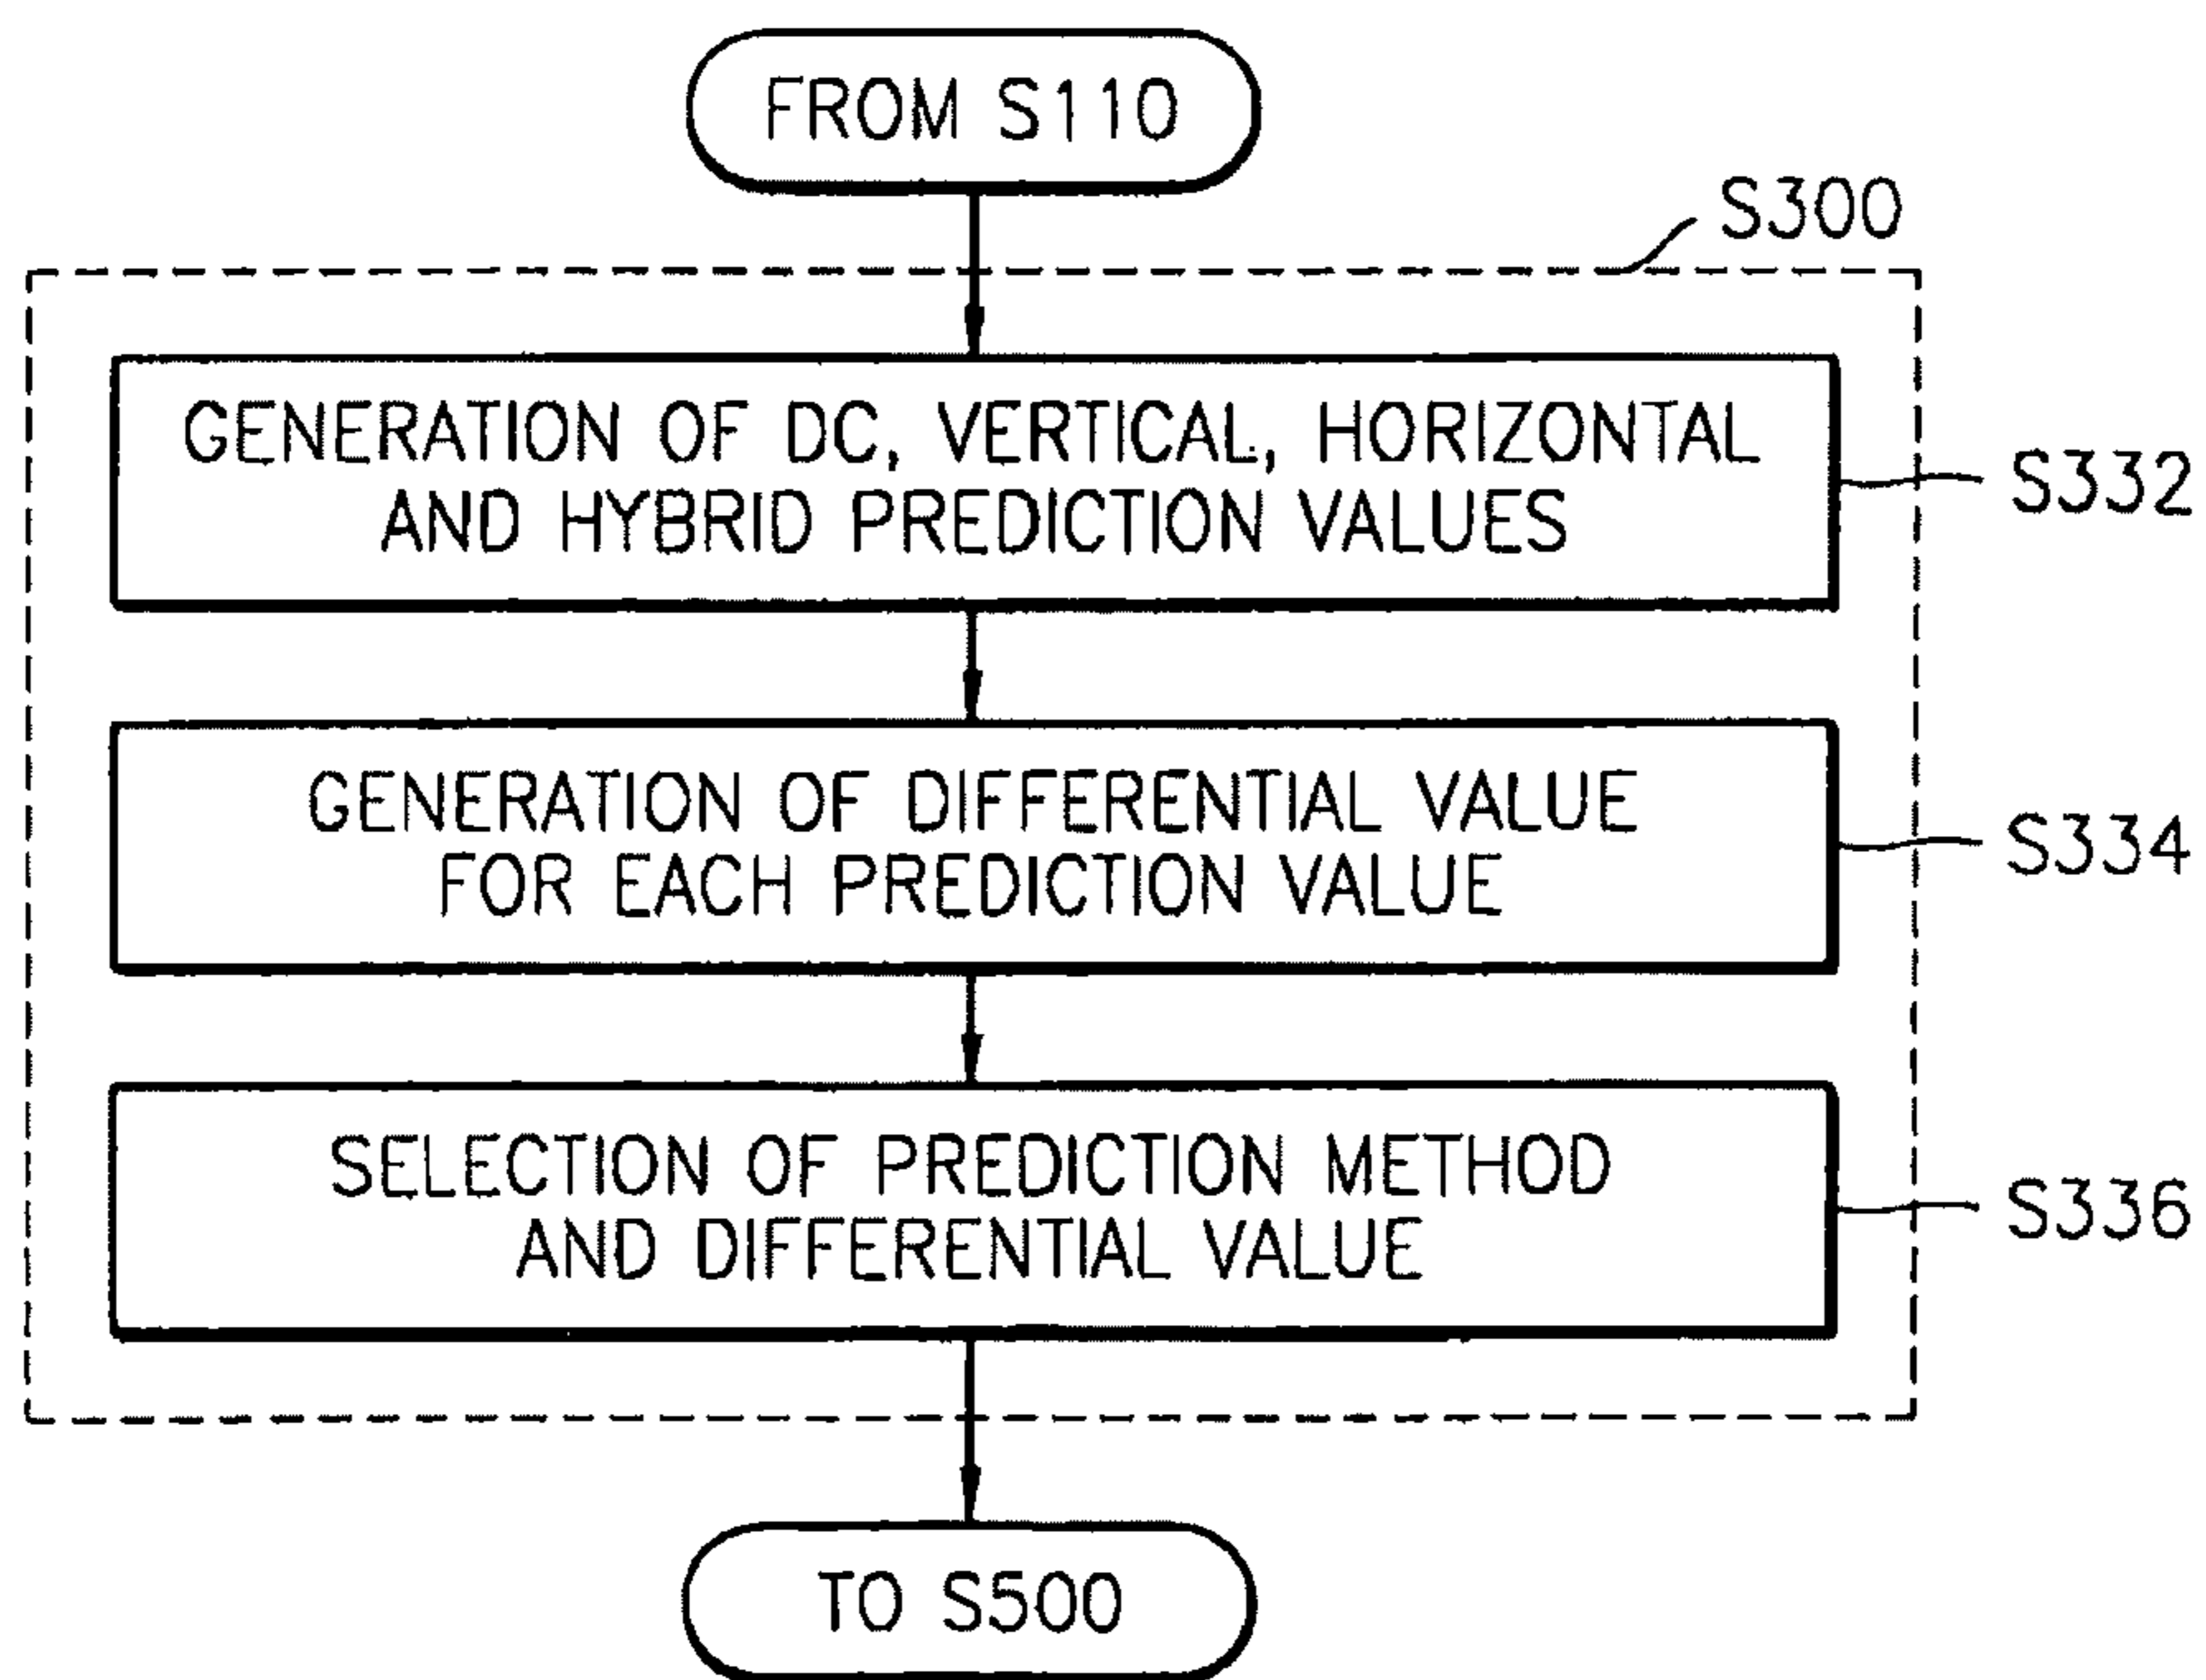 FROM S110
S300
GENERATION OF DC, VERTICAL, HORIZONTAL
AND HYBRID PREDICTION VALUES
S332
GENERATION OF DIFFERENTIAL VALUE
FOR EACH PREDICTION VALUE
S334
SELECTION OF PREDICTION METHOD
AND DIFFERENTIAL VALUE
S336
TO S500